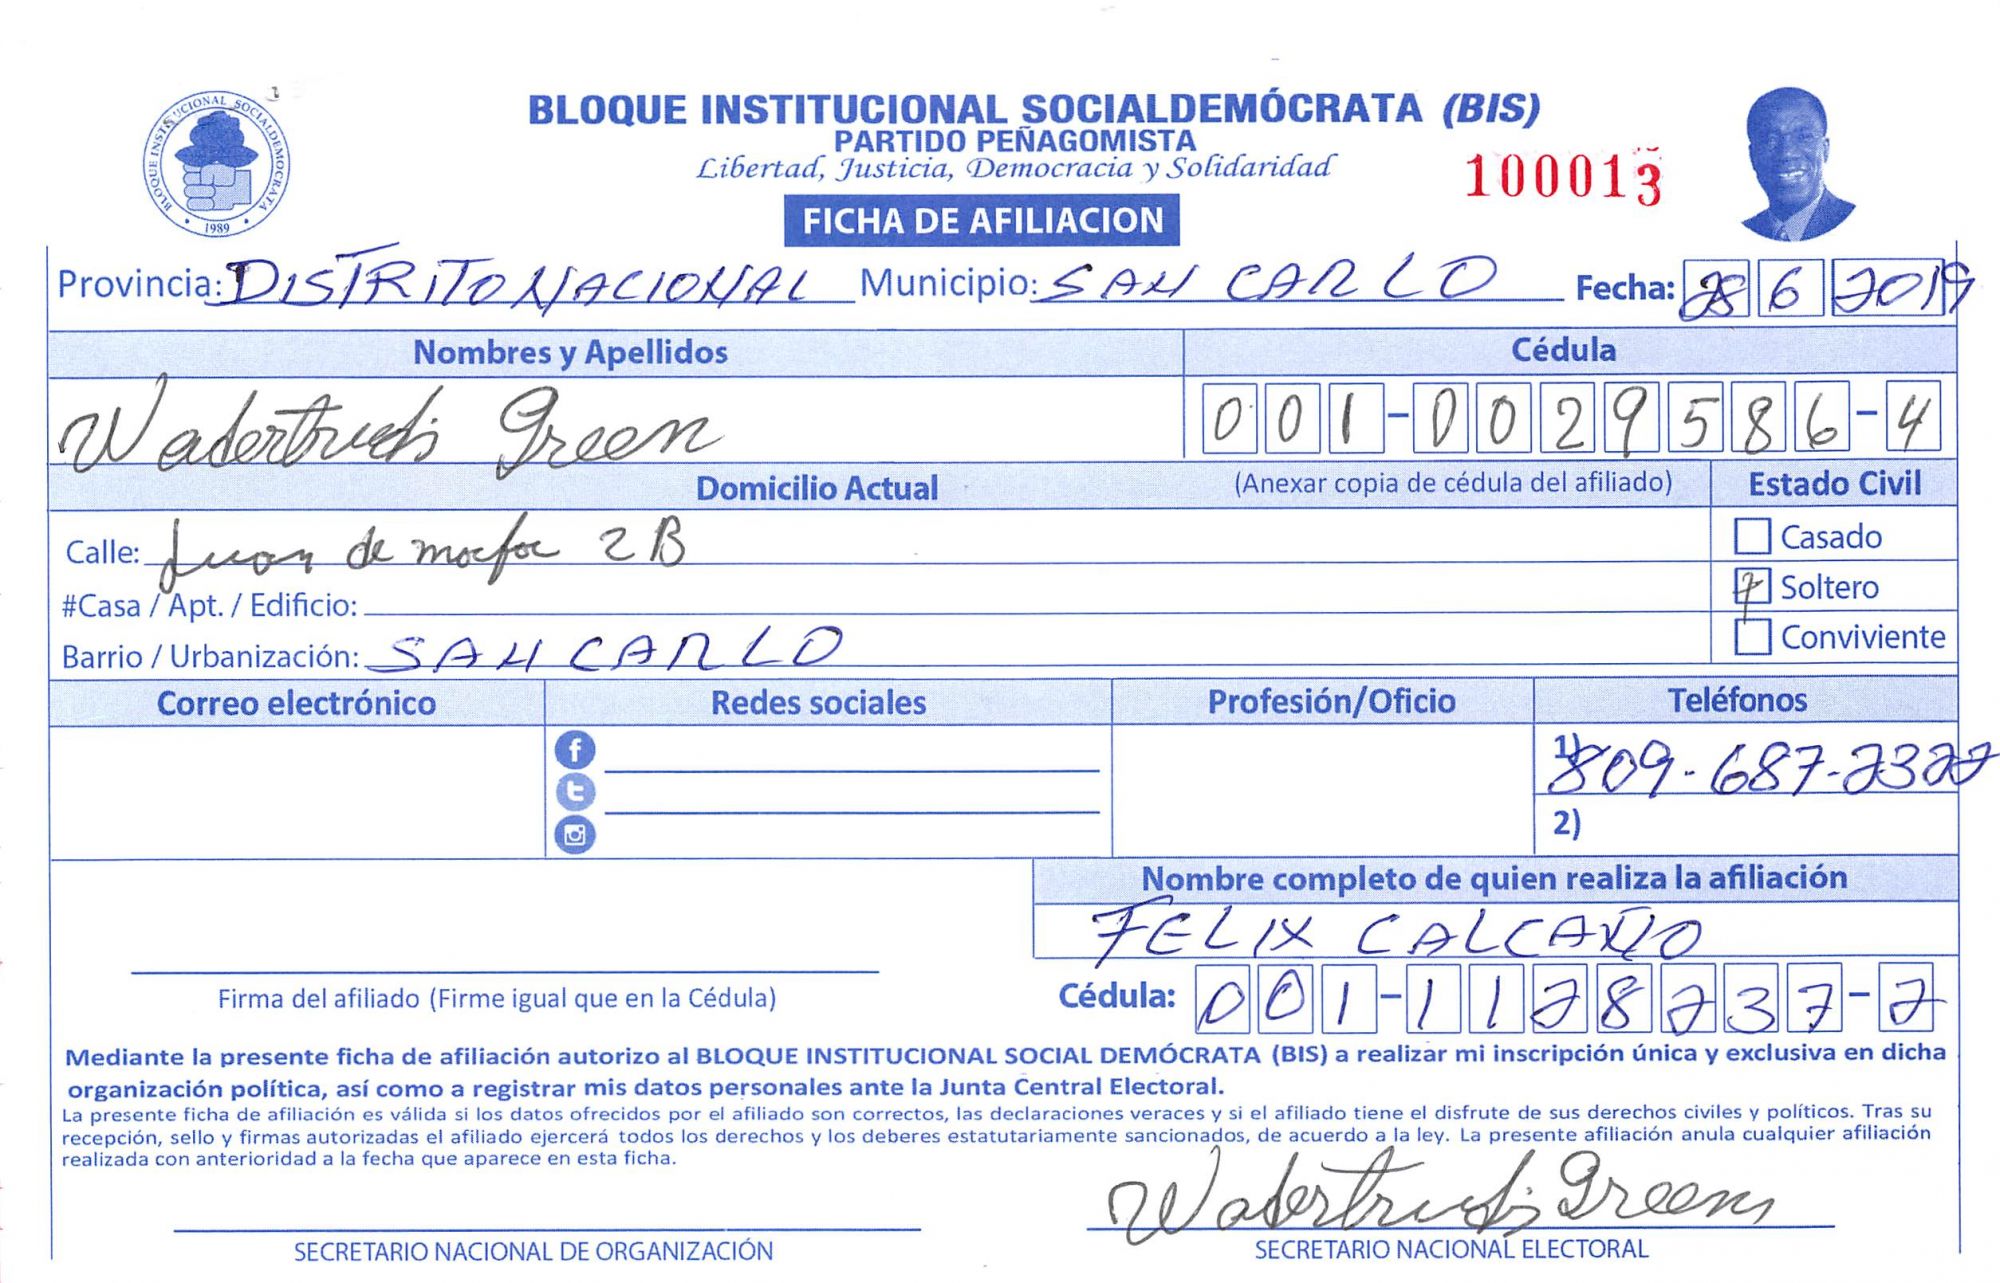 BLOQUE INSTITUCIONAL SOCIALDEMOCRATA
1989
BLOQUE INSTITUCIONAL SOCIALDEMÓCRATA (BIS)
PARTIDO PEÑAGOMISTA
Libertad, Justicia, Democracia y Solidaridad
100013
FICHA DE AFILIACION
Provincia: DISTRITO NACIONAL Municipio: SAN CARLO Fecha: 28 6 2019
Nombres y Apellidos Cédula
Watertrudis Green 001-0029586-4
Domicilio Actual (Anexar copia de cédula del afiliado) Estado Civil
Calle: Juan de morfa 2B
Casado
Soltero
#Casa / Apt. / Edificio:
Conviviente
Barrio / Urbanización: SAN CARLO
Correo electrónico Redes sociales Profesión/Oficio Teléfonos
1) 809-687-2322
2)
Nombre completo de quien realiza la afiliación
FELIX CALCAÑO
Firma del afiliado (Firme igual que en la Cédula) Cédula: 001-1128237-2
Mediante la presente ficha de afiliación autorizo al BLOQUE INSTITUCIONAL SOCIAL DEMÓCRATA (BIS) a realizar mi inscripción única y exclusiva en dicha
organización política, así como a registrar mis datos personales ante la Junta Central Electoral.
La presente ficha de afiliación es válida si los datos ofrecidos por el afiliado son correctos, las declaraciones veraces y si el afiliado tiene el disfrute de sus derechos civiles y políticos. Tras su
recepción, sello y firmas autorizadas el afiliado ejercerá todos los derechos y los deberes estatutariamente sancionados, de acuerdo a la ley. La presente afiliación anula cualquier afiliación
realizada con anterioridad a la fecha que aparece en esta ficha.
Watertrudis Green
SECRETARIO NACIONAL DE ORGANIZACIÓN SECRETARIO NACIONAL ELECTORAL